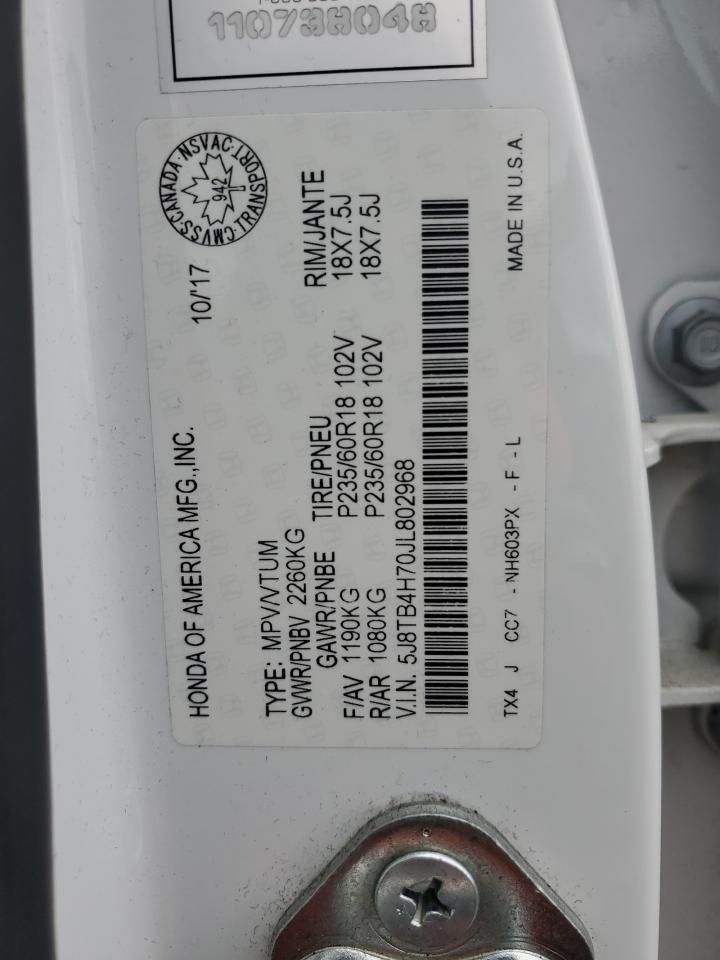 11073H048
HONDA OF AMERICA MFG.,INC. 10/'17
CMVSS·CANADA·NSVAC·TRANSPORT·
942
TYPE: MPV/VTUM
GVWR/PNBV 2260KG
GAWR/PNBE TIRE/PNEU RIM/JANTE
F/AV 1190KG P235/60R18 102V 18X7.5J
R/AR 1080KG P235/60R18 102V 18X7.5J
V.I.N. 5J8TB4H70JL802968
TX4 J CC7 - NH603PX - F - L MADE IN U.S.A.